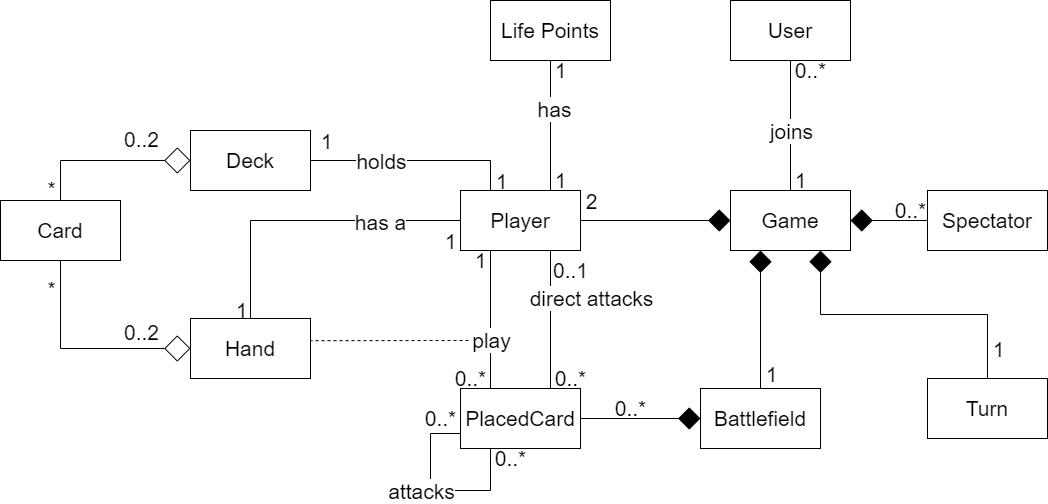 Life Points
User
1
0..*
has
joins
0..2
Deck
1
holds
*
1
1
1
Card
Player
2
Game
0..*
Spectator
has a
1
1
0..1
*
direct attacks
1
0..2
Hand
play
1
0..*
0..*
1
0..*
PlacedCard
0..*
Battlefield
Turn
0..*
attacks